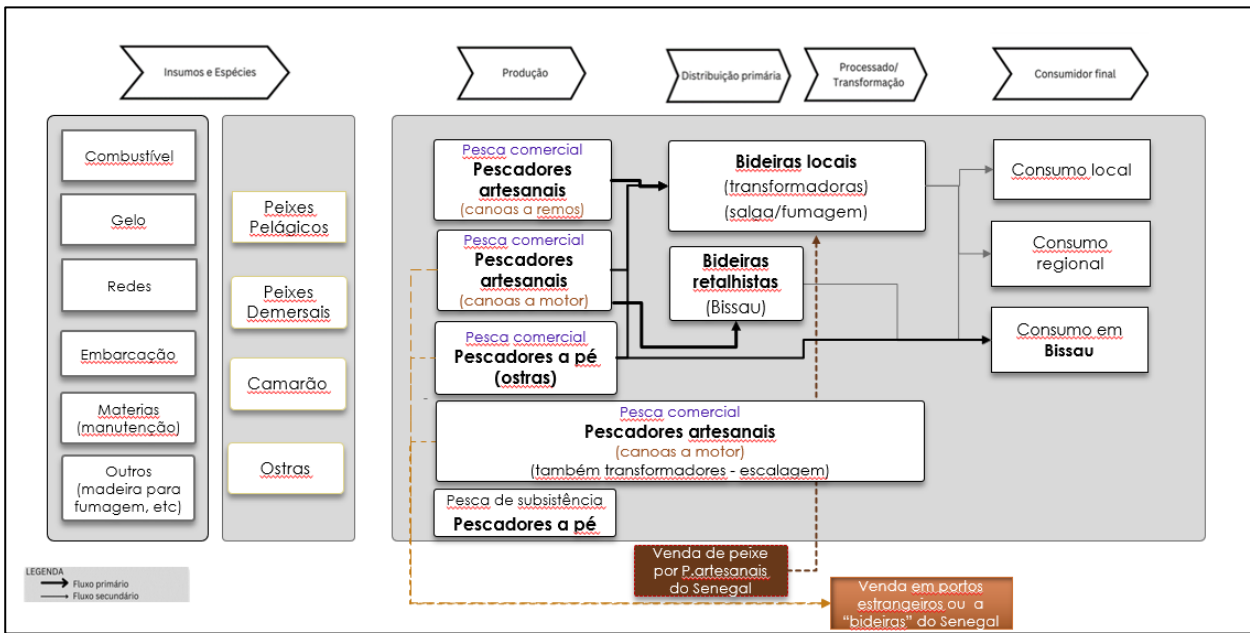 Insumos e Espécies
Produção
Distribuição primária
Processado/
Transformação
Consumidor final
Combustível
Gelo
Redes
Embarcação
Materias
(manutenção)
Outros
(madeira para
fumagem, etc)
Peixes
Pelágicos
Peixes
Demersais
Camarão
Ostras
Pesca comercial
Pescadores
artesanais
(canoas a remos)
Pesca comercial
Pescadores
artesanais
(canoas a motor)
Pesca comercial
Pescadores a pé
(ostras)
Pesca comercial
Pescadores artesanais
(canoas a motor)
(também transformadores - escalagem)
Pesca de subsistência
Pescadores a pé
Bideiras locais
(transformadoras)
(salga/fumagem)
Bideiras
retalhistas
(Bissau)
Consumo local
Consumo
regional
Consumo em
Bissau
Venda de peixe
por P.artesanais
do Senegal
Venda em portos
estrangeiros ou a
"bideiras" do Senegal
LEGENDA
Fluxo primário
Fluxo secundário